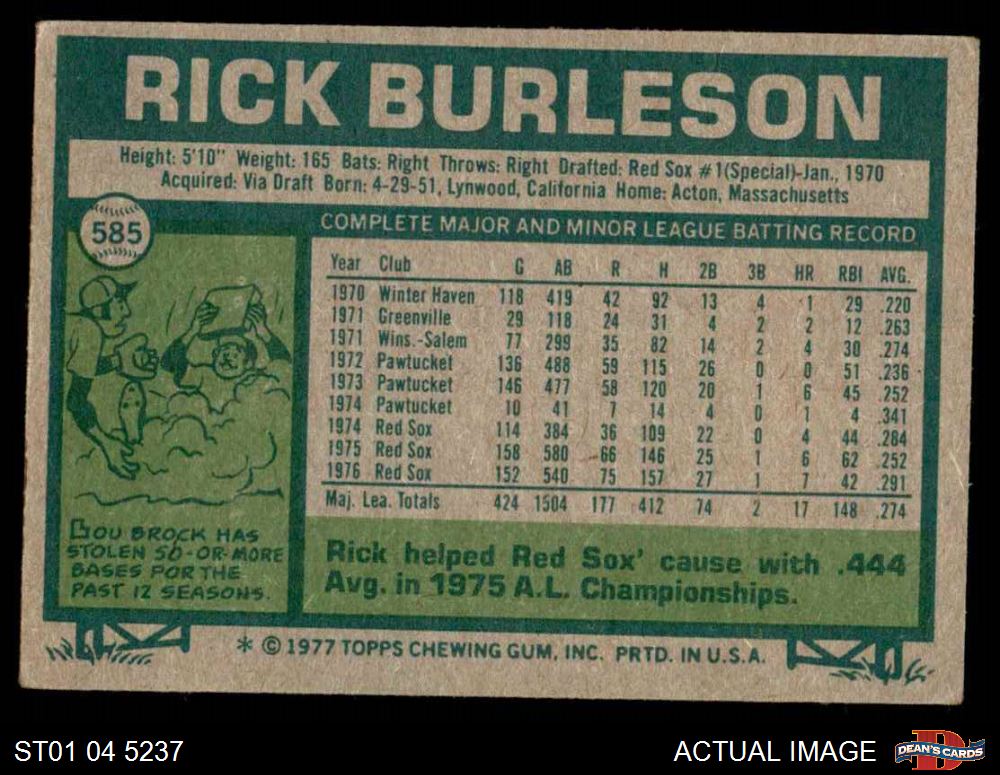 RICK BURLESON
Height: 5'10" Weight: 165 Bats: Right Throws: Right Drafted: Red Sox #1(Special)-Jan., 1970
Acquired: Via Draft Born: 4-29-51, Lynwood, California Home: Acton, Massachusetts
585
COMPLETE MAJOR AND MINOR LEAGUE BATTING RECORD
Year Club G AB R H 2B 3B HR RBI AVG.
1970 Winter Haven 118 419 42 92 13 4 1 29 .220
1971 Greenville 29 118 24 31 4 2 2 12 .263
1971 Wins.-Salem 77 299 35 82 14 2 4 30 .274
1972 Pawtucket 136 488 59 115 26 0 0 51 .236
1973 Pawtucket 146 477 58 120 20 1 6 45 .252
1974 Pawtucket 10 41 7 14 4 0 1 4 .341
1974 Red Sox 114 384 36 109 22 0 4 44 .284
1975 Red Sox 158 580 66 146 25 1 6 62 .252
1976 Red Sox 152 540 75 157 27 1 7 42 .291
Maj. Lea. Totals 424 1504 177 412 74 2 17 148 .274
LOU BROCK HAS
STOLEN 50-OR-MORE
BASES FOR THE
PAST 12 SEASONS.
Rick helped Red Sox' cause with .444
Avg. in 1975 A.L. Championships.
* © 1977 TOPPS CHEWING GUM, INC. PRTD. IN U.S.A.
ST01 04 5237
ACTUAL IMAGE
D
DEAN'S CARDS